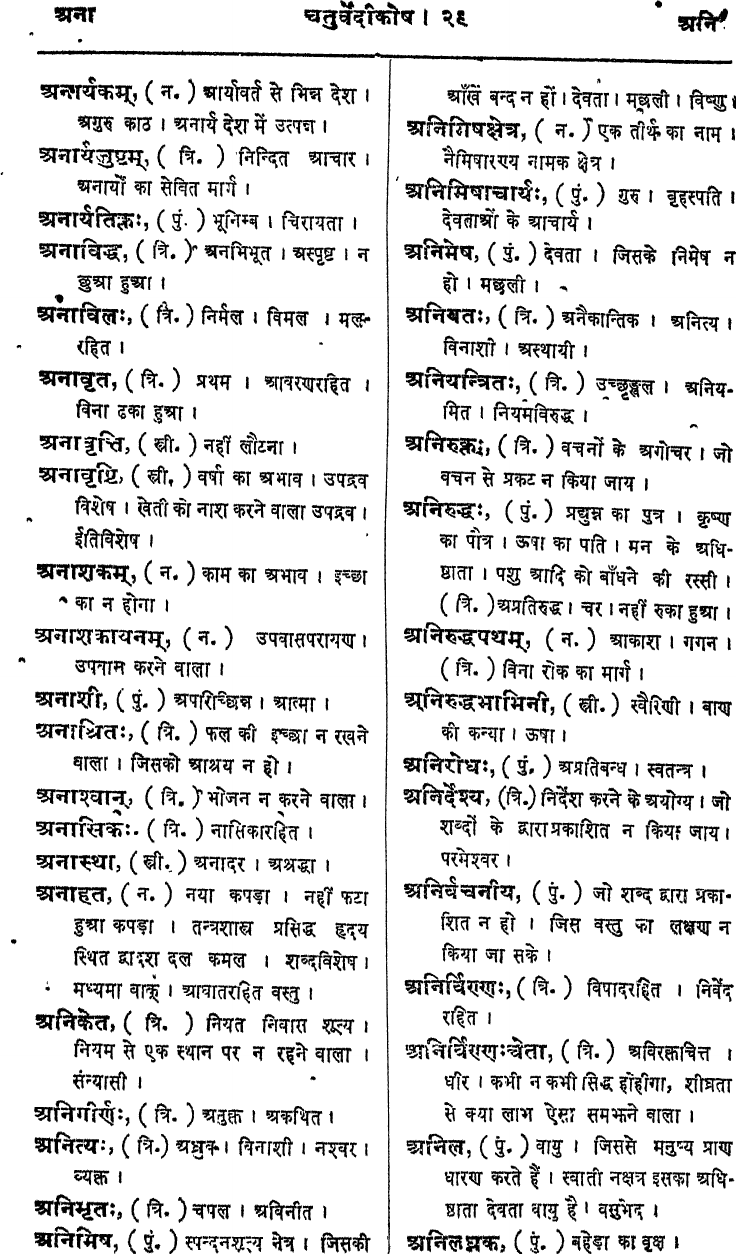 अना चतुर्वेदीकोष। २९ अनि
अनार्यकम्, ( न. ) आर्यावर्त से भिन्न देश ।
अगुरु काठ । अनार्य देश में उत्पन्न ।
अनार्यजुष्टम्, ( त्रि. ) निन्दित आचार ।
अनार्यों का सेवित मार्ग ।
अनार्यतिक्तः, ( पुं. ) भूनिम्ब । चिरायता ।
अनाविद्ध, ( त्रि. ) अनभिभूत । अस्पृष्ट । न
छुआ हुआ ।
अनाविलः, ( त्रि. ) निर्मल । विमल । मल-
रहित ।
अनावृत, ( त्रि. ) प्रथम । आवरणरहित ।
विना ढका हुआ ।
अनावृत्ति, ( स्त्री. ) नहीं लौटना ।
अनावृष्टि, ( स्त्री. ) वर्षा का अभाव । उपद्रव
विशेष । खेती को नाश करने वाला उपद्रव ।
ईतिविशेष ।
अनाशकम्, ( न. ) काम का अभाव । इच्छा
का न होगा ।
अनाशकायनम्, ( न. ) उपवासपरायण ।
उपवास करने वाला ।
अनाशी, ( पुं. ) अपरिच्छिन्न । आत्मा ।
अनाश्रितः, ( त्रि. ) फल की इच्छा न रखने
वाला । जिसको आश्रय न हो ।
अनाश्वान्, ( त्रि. ) भोजन न करने वाला ।
अनासिकः. ( त्रि. ) नासिकारहित ।
अनास्था, ( स्त्री. ) अनादर । अश्रद्धा ।
अनाहत, ( न. ) नया कपड़ा । नहीं फटा
हुआ कपड़ा । तन्त्रशास्त्र प्रसिद्ध हृदय
स्थित द्वादश दल कमल । शब्दविशेष ।
मध्यमा वाक् । आघातरहित वस्तु ।
अनिकेत, ( त्रि. ) नियत निवास शून्य ।
नियम से एक स्थान पर न रहने वाला ।
संन्यासी ।
अनिगीर्णः, ( त्रि. ) अनुक्त । अकथित ।
अनित्यः, ( त्रि.) अध्रुव । विनाशी । नश्वर ।
व्यक्त ।
अनिभृतः, ( त्रि. ) चपल । अविनीत ।
अनिमिष, ( पुं. ) स्पन्दनशून्य नेत्र । जिसकी
आँखें बन्द न हों । देवता । मछली । विष्णु ।
अनिमिषक्षेत्र, ( न. ) एक तीर्थ का नाम ।
नैमिषारण्य नामक क्षेत्र ।
अनिमिषाचार्यः, ( पुं. ) गुरु । बृहस्पति ।
देवताओं के आचार्य ।
अनिमेष, ( पुं. ) देवता । जिसके निमेष न
हो । मछली ।
अनियतः, ( त्रि. ) अनैकान्तिक । अनित्य ।
विनाशी । अस्थायी ।
अनियन्त्रितः, ( त्रि. ) उच्छृङ्खल । अनिय-
मित । नियमविरुद्ध ।
अनिरुक्तः, ( त्रि. ) वचनों के अगोचर । जो
वचन से प्रकट न किया जाय ।
अनिरुद्धः, ( पुं. ) प्रद्युम्न का पुत्र । कृष्ण
का पौत्र । ऊषा का पति । मन के अधि-
ष्ठाता । पशु आदि को बाँधने की रस्सी ।
( त्रि. ) अप्रतिरुद्ध । चर । नहीं रुका हुआ ।
अनिरुद्धपथम्, ( न. ) आकाश । गगन ।
( त्रि. ) विना रोक का मार्ग ।
अनिरुद्धभामिनी, ( स्त्री. ) स्वैरिणी । बाण
की कन्या । ऊषा ।
अनिरोधः, ( पुं. ) अप्रतिबन्ध । स्वतन्त्र ।
अनिर्देश्य, (त्रि.) निर्देश करने के अयोग्य । जो
शब्दों के द्वारा प्रकाशित न किया जाय ।
परमेश्वर ।
अनिर्वचनीय, ( पुं. ) जो शब्द द्वारा प्रका-
शित न हो । जिस वस्तु का लक्षण न
किया जा सके ।
अनिर्विण्णः, ( त्रि. ) विषादरहित । निर्वेद
रहित ।
अनिर्विण्णःचेता, ( त्रि. ) अविरक्तचित्त ।
धीर । कभी न कभी सिद्ध होहीगा, शीघ्रता
से क्या लाभ ऐसा समझने वाला ।
अनिल, ( पुं. ) वायु । जिससे मनुष्य प्राण
धारण करते हैं । स्वाती नक्षत्र इसका अधि-
ष्ठाता देवता वायु है । वसुभेद ।
अनिलघ्नक, ( पुं. ) बहेड़ा का वृक्ष ।